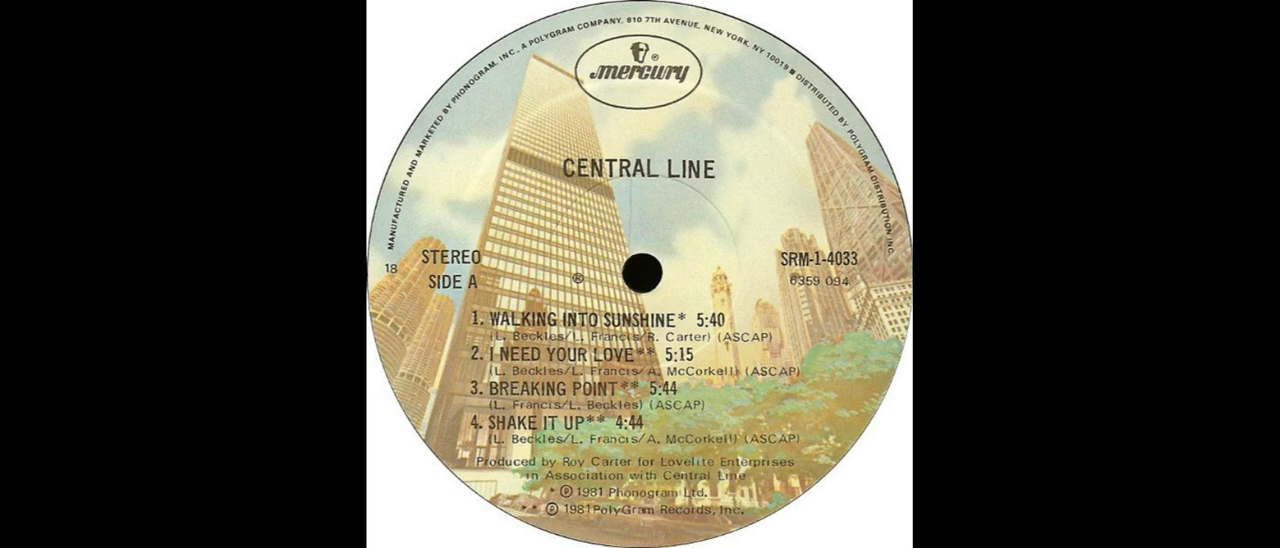 MANUFACTURED AND MARKETED BY PHONOGRAM, INC., A POLYGRAM COMPANY, 810 7TH AVENUE, NEW YORK, NY 10019 ■ DISTRIBUTED BY POLYGRAM DISTRIBUTION INC.
®
mercury
CENTRAL LINE
STEREO
SIDE A
18
SRM-1-4033
6359 094
®
1. WALKING INTO SUNSHINE* 5:40
(L. Beckles/L. Francis/R. Carter) (ASCAP)
2. I NEED YOUR LOVE** 5:15
(L. Beckles/L. Francis/A. McCorkell) (ASCAP)
3. BREAKING POINT** 5:44
(L. Francis/L. Beckles) (ASCAP)
4. SHAKE IT UP** 4:44
(L. Beckles/L. Francis/A. McCorkell) (ASCAP)
Produced by Roy Carter for Lovelite Enterprises
in Association with Central Line
* ℗ 1981 Phonogram Ltd.
** ℗ 1981 PolyGram Records, Inc.